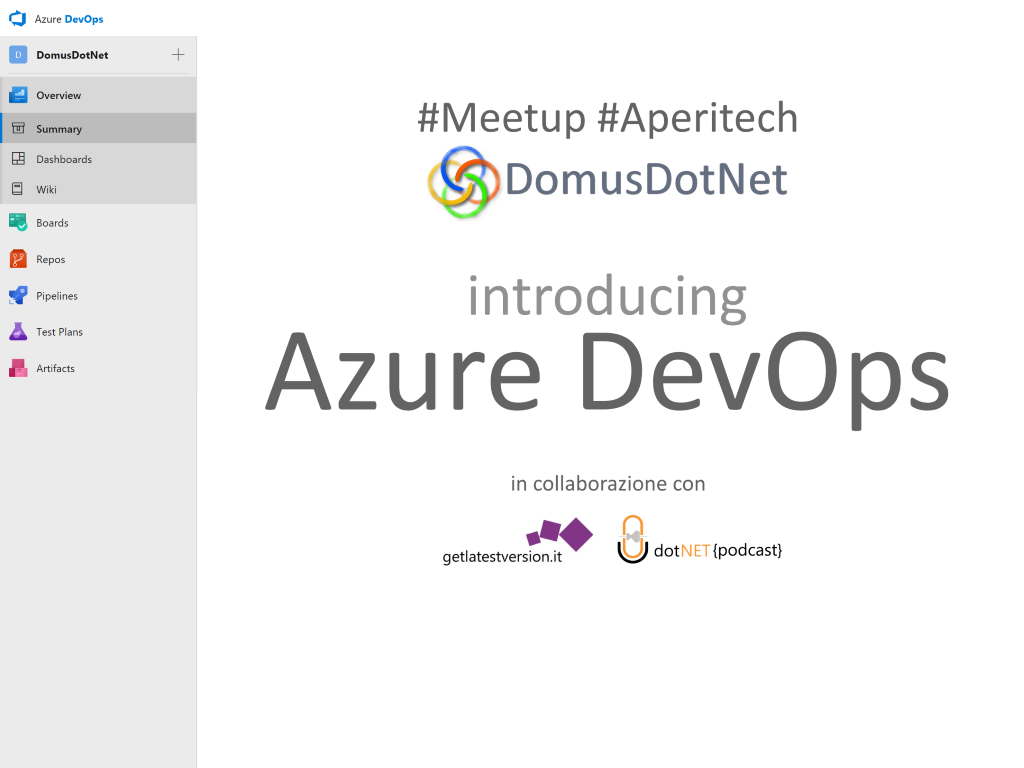 Azure DevOps
D DomusDotNet
Overview
Summary
Dashboards
Wiki
Boards
Repos
Pipelines
Test Plans
Artifacts
#Meetup #Aperitech
DomusDotNet
introducing
Azure DevOps
in collaborazione con
getlatestversion.it
dotNET{podcast}